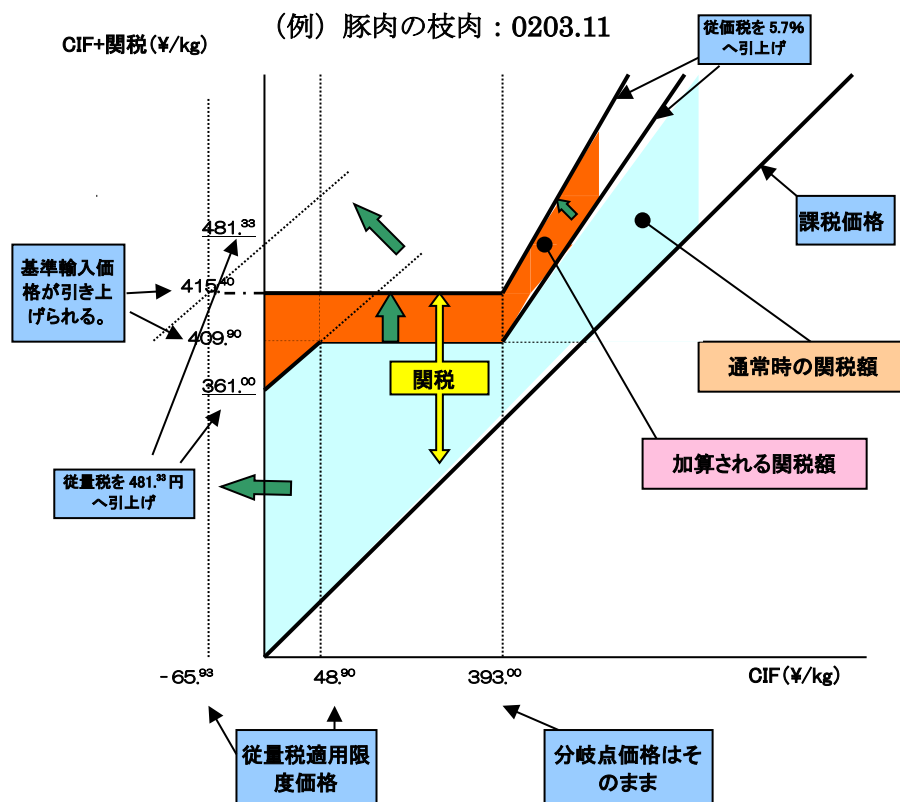 （例）豚肉の枝肉：0203.11
CIF+関税(¥/kg)
従価税を 5.7%
へ引上げ
課税価格
481.33
基準輸入価
格が引き上
げられる。
415.40
409.90
通常時の関税額
関税
361.00
加算される関税額
従量税を 481.33 円
へ引上げ
-65.93
48.90
393.00
CIF(¥/kg)
従量税適用限
度価格
分岐点価格はそ
のまま